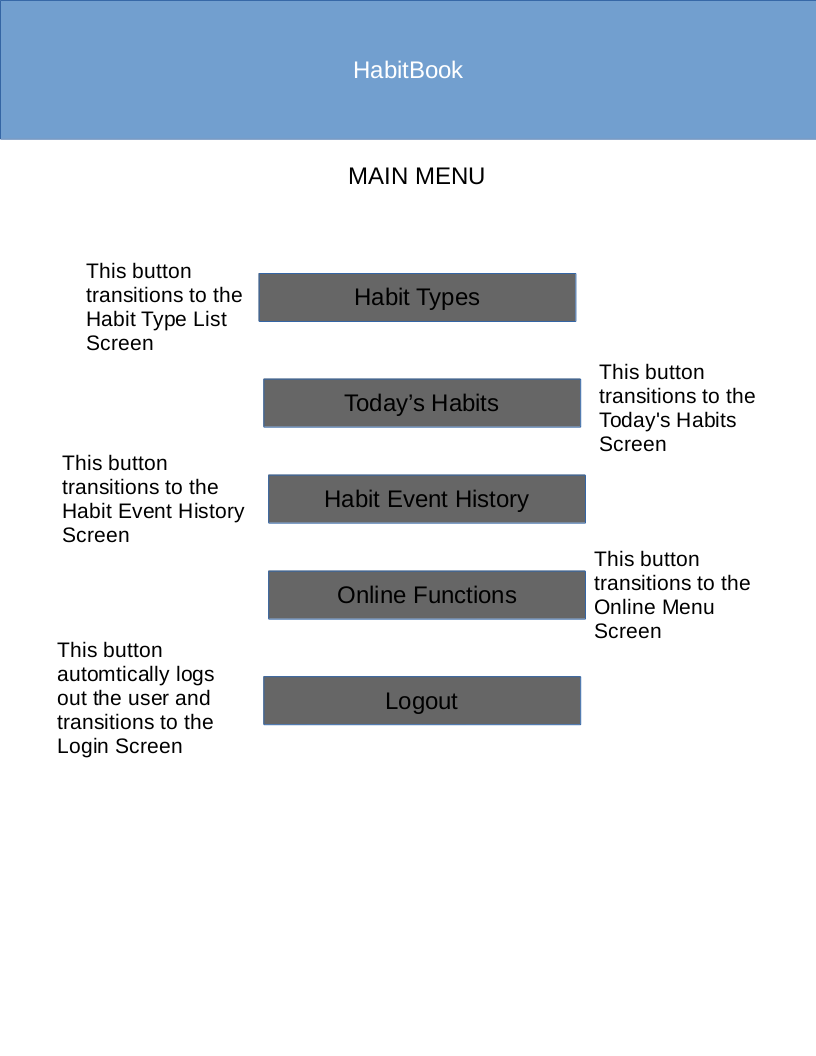 HabitBook
MAIN MENU
This button
transitions to the
Habit Type List
Screen
Habit Types
Today’s Habits
This button
transitions to the
Today's Habits
Screen
This button
transitions to the
Habit Event History
Screen
Habit Event History
Online Functions
This button
transitions to the
Online Menu
Screen
This button
automtically logs
out the user and
transitions to the
Login Screen
Logout